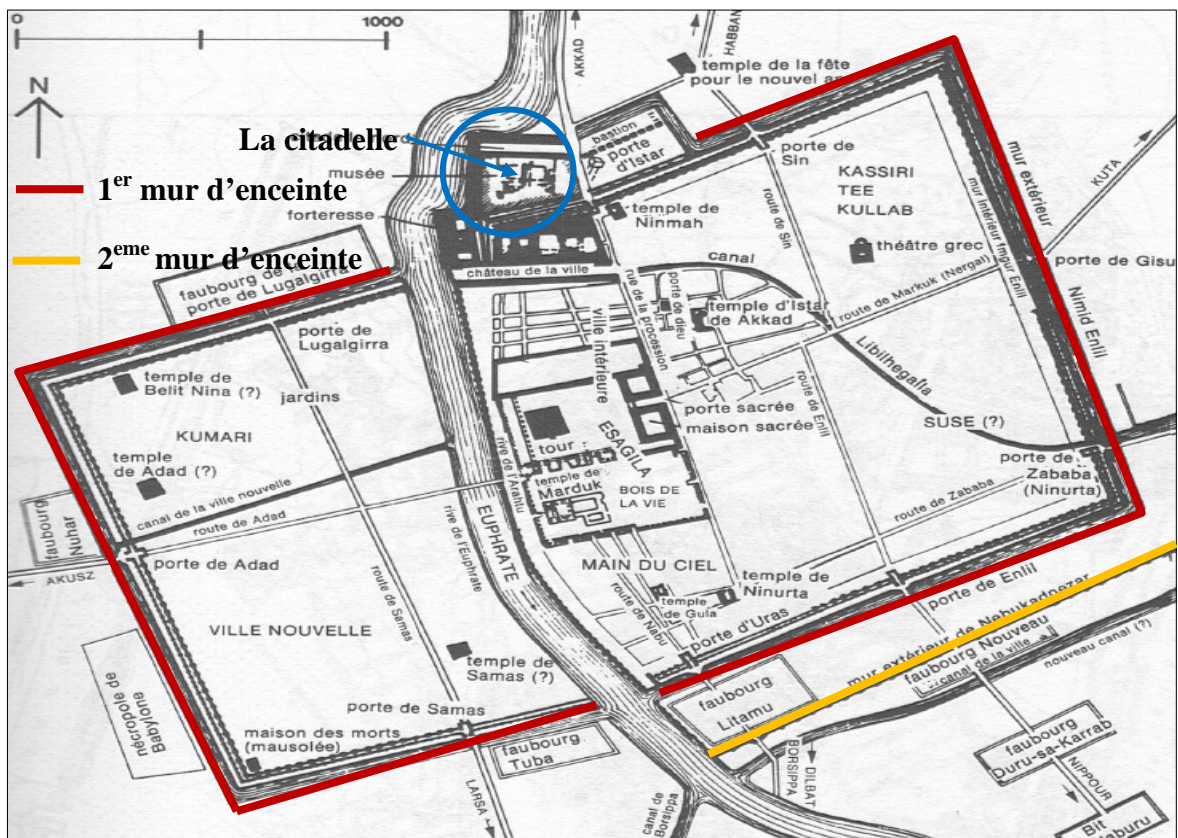 0
1000
N
AKKAD
HABBAN
temple de la fête
pour le nouvel an
La citadelle
musée
1er mur d’enceinte
forteresse
2eme mur d’enceinte
bastion
porte
d'Istar
porte de
Sin
KASSIRI
TEE
KULLAB
mur extérieur
KUTA
temple de
Ninmah
route de Sin
mur intérieur Imgur Enlil
théâtre grec
porte de Gisu
Nimid Enlil
faubourg de la
porte de Lugalgirra
château de la ville
canal
rue de la procession
porte de dieu
temple d'Istar
de Akkad
route de Markuk (Nergal)
Libilhegalla
porte de
Lugalgirra
ville intérieure
temple de
Belit Nina (?)
jardins
KUMARI
temple
de Adad (?)
porte sacrée
maison sacrée
route de Enlil
SUSE (?)
porte de
Zababa
(Ninurta)
tour
ESAGILA
temple de
Marduk
BOIS DE
LA VIE
rive de l'Arahtu
route de Zababa
canal de la ville nouvelle
route de Adad
faubourg
Nuhar
AKUSZ
porte de Adad
EUPHRATE
rive de l'Euphrate
MAIN DU CIEL
temple de
Ninurta
temple
de Gula
route de Nabu
porte d'Uras
porte de Enlil
route de Samas
VILLE NOUVELLE
temple de
Samas (?)
mur extérieur de Nebukadnezar
faubourg Nouveau
canal de la ville
nouveau canal (?)
nécropole de
Babylone
porte de Samas
maison des morts
(mausolée)
faubourg
Litamu
faubourg
Tuba
faubourg
Duru-sa-Karrab
BORSIPPA
DILBAT
NIPPOUR
LARSA
canal de
Borsippa
Bit